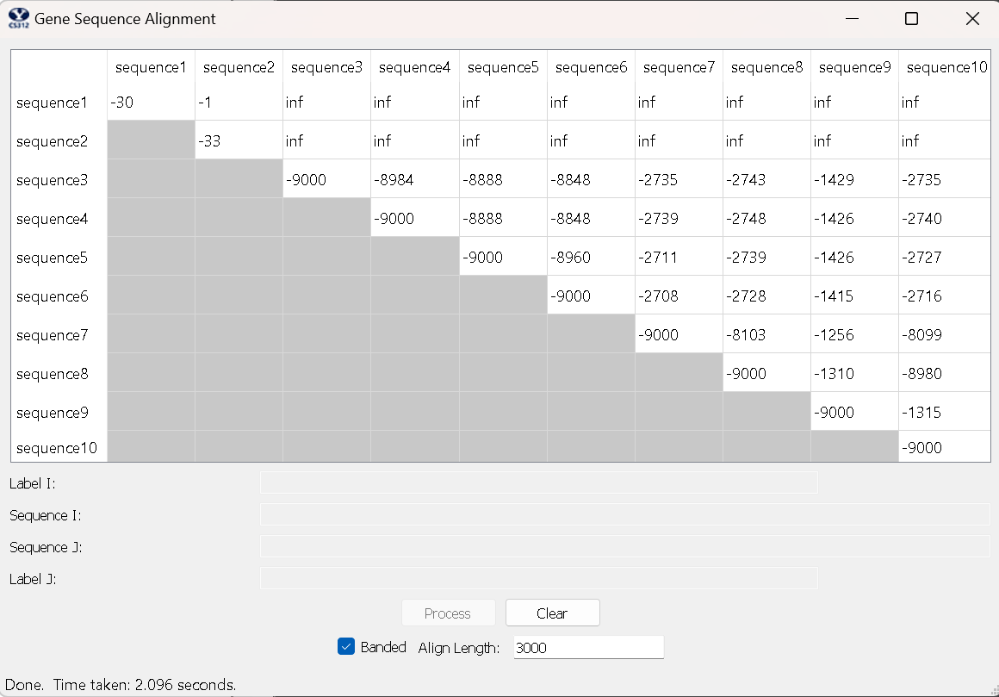 CS312 Gene Sequence Alignment
sequence1 sequence2 sequence3 sequence4 sequence5 sequence6 sequence7 sequence8 sequence9 sequence10
sequence1 -30 -1 inf inf inf inf inf inf inf inf
sequence2 -33 inf inf inf inf inf inf inf inf
sequence3 -9000 -8984 -8888 -8848 -2735 -2743 -1429 -2735
sequence4 -9000 -8888 -8848 -2739 -2748 -1426 -2740
sequence5 -9000 -8960 -2711 -2739 -1426 -2727
sequence6 -9000 -2708 -2728 -1415 -2716
sequence7 -9000 -8103 -1256 -8099
sequence8 -9000 -1310 -8980
sequence9 -9000 -1315
sequence10 -9000
Label I:
Sequence I:
Sequence J:
Label J:
Process Clear
Banded Align Length: 3000
Done. Time taken: 2.096 seconds.